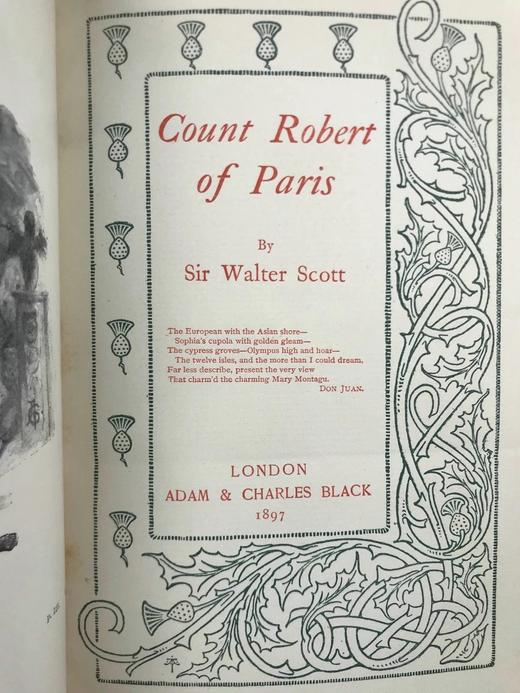 Count Robert
of Paris
By
Sir Walter Scott
The European with the Asian shore—
Sophia's cupola with golden gleam—
The cypress groves—Olympus high and hoar—
The twelve isles, and the more than I could dream,
Far less describe, present the very view
That charm'd the charming Mary Montagu.
DON JUAN.
LONDON
ADAM & CHARLES BLACK
1897